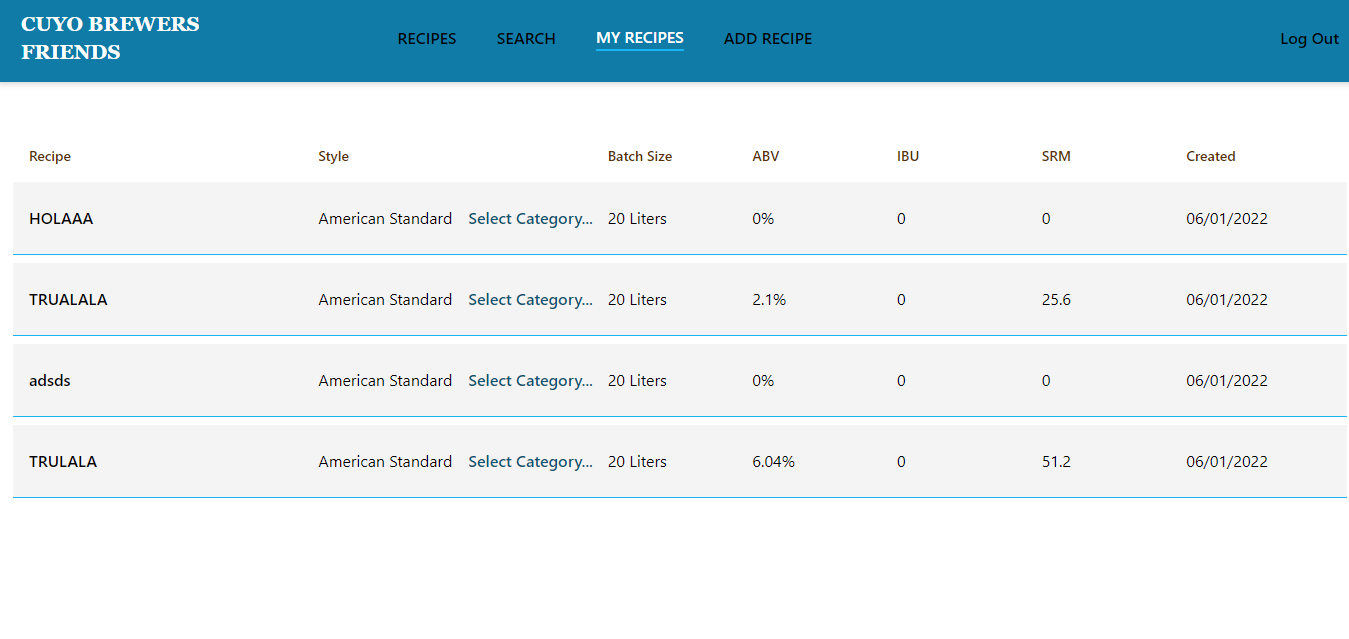 CUYO BREWERS
FRIENDS
RECIPES SEARCH MY RECIPES ADD RECIPE Log Out
Recipe Style Batch Size ABV IBU SRM Created
HOLAAA American Standard Select Category... 20 Liters 0% 0 0 06/01/2022
TRUALALA American Standard Select Category... 20 Liters 2.1% 0 25.6 06/01/2022
adsds American Standard Select Category... 20 Liters 0% 0 0 06/01/2022
TRULALA American Standard Select Category... 20 Liters 6.04% 0 51.2 06/01/2022